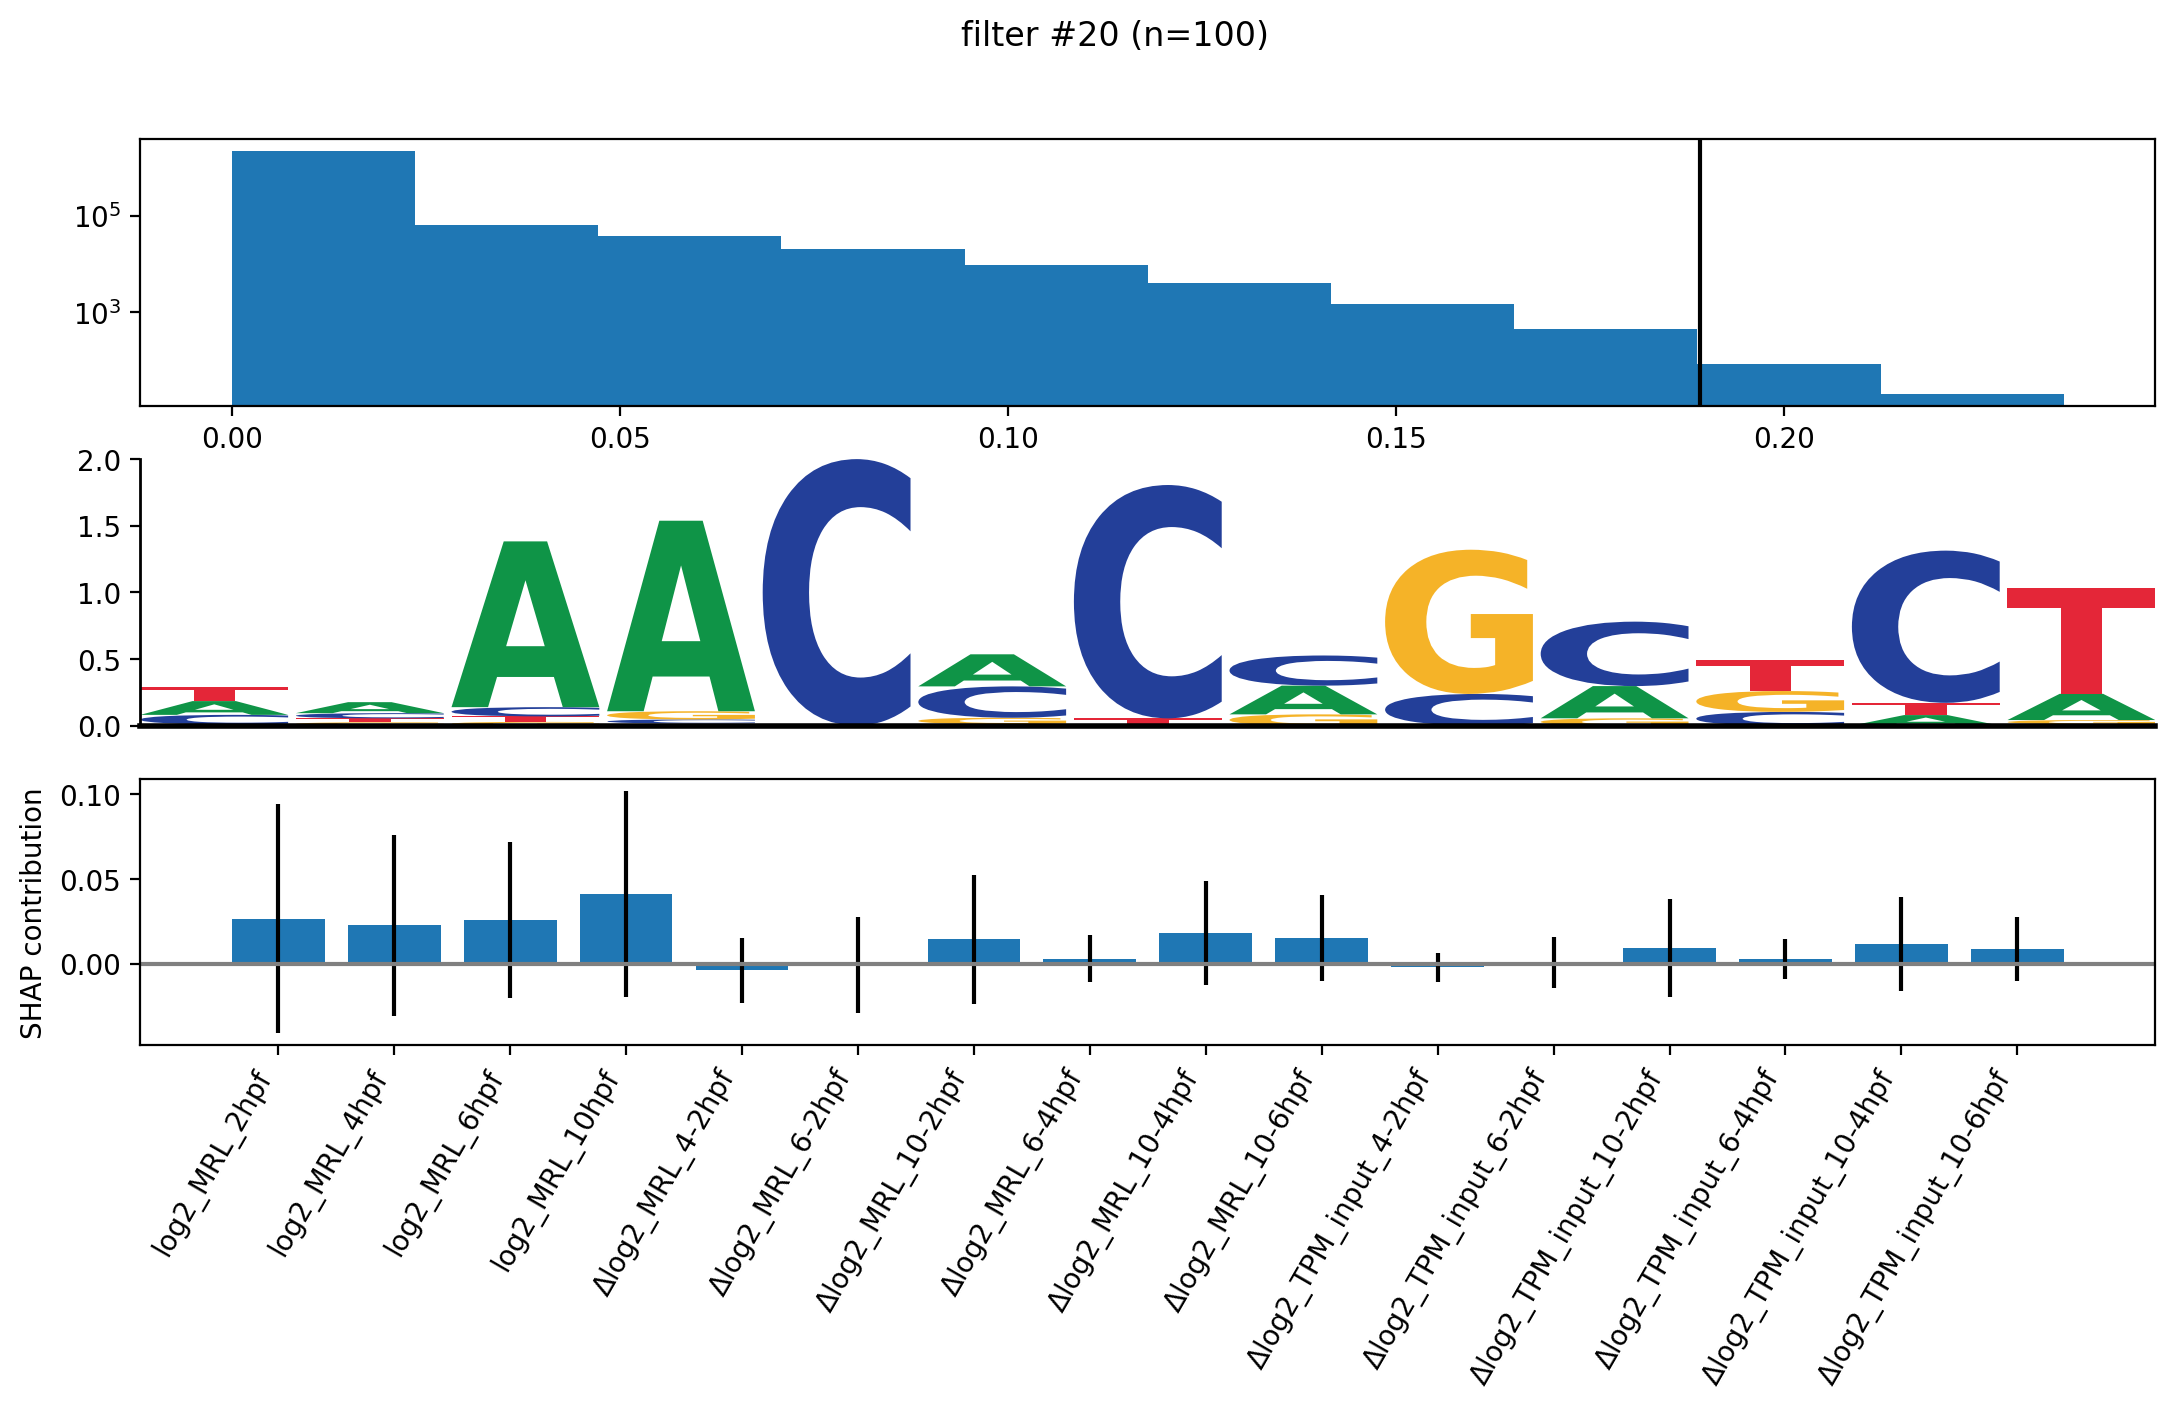 filter #20 (n=100)
10^5
10^3
0.00 0.05 0.10 0.15 0.20
2.0
1.5
1.0
0.5
0.0
T A A A C A C C G C T C T
A C C G C C T A C A G T A
C T T C G G G G C A G
SHAP contribution
0.10
0.05
0.00
log2_MRL_2hpf
log2_MRL_4hpf
log2_MRL_6hpf
log2_MRL_10hpf
Δlog2_MRL_4-2hpf
Δlog2_MRL_6-2hpf
Δlog2_MRL_10-2hpf
Δlog2_MRL_6-4hpf
Δlog2_MRL_10-4hpf
Δlog2_MRL_10-6hpf
Δlog2_TPM_input_4-2hpf
Δlog2_TPM_input_6-2hpf
Δlog2_TPM_input_10-2hpf
Δlog2_TPM_input_6-4hpf
Δlog2_TPM_input_10-4hpf
Δlog2_TPM_input_10-6hpf